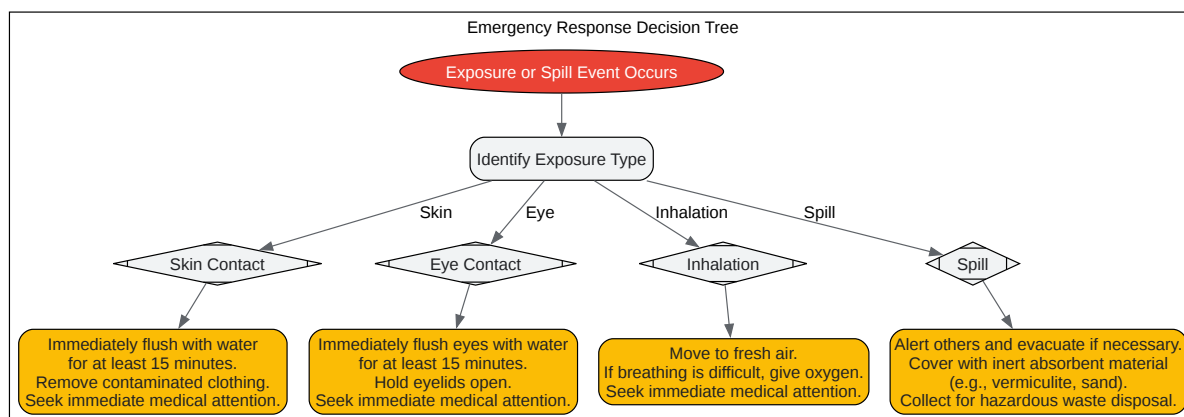 Emergency Response Decision Tree
Exposure or Spill Event Occurs
Identify Exposure Type
Skin
Eye
Inhalation
Spill
Skin Contact
Eye Contact
Inhalation
Spill
Immediately flush with water
for at least 15 minutes.
Remove contaminated clothing.
Seek immediate medical attention.
Immediately flush eyes with water
for at least 15 minutes.
Hold eyelids open.
Seek immediate medical attention.
Move to fresh air.
If breathing is difficult, give oxygen.
Seek immediate medical attention.
Alert others and evacuate if necessary.
Cover with inert absorbent material
(e.g., vermiculite, sand).
Collect for hazardous waste disposal.